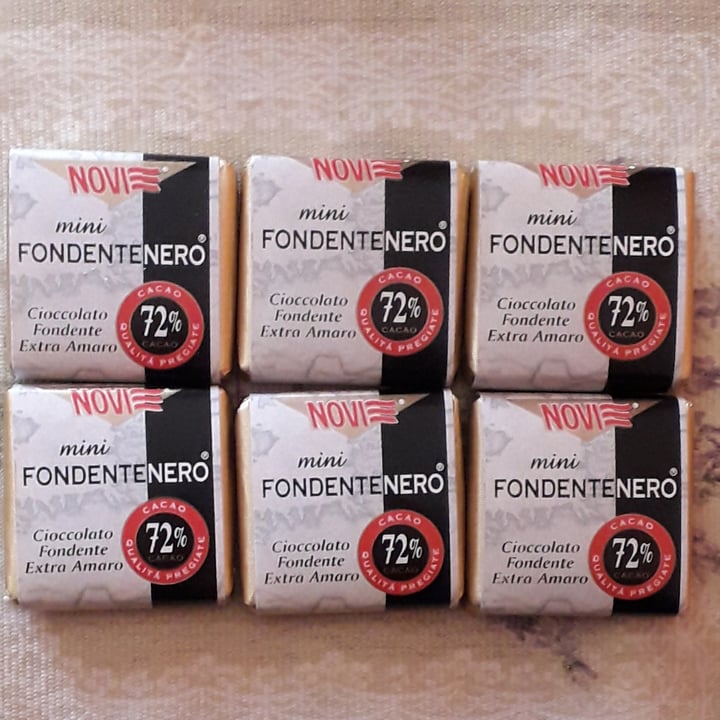 NOVI
mini
FONDENTENERO®
Cioccolato
Fondente
Extra Amaro
CACAO
72%
CACAO
QUALITÀ PREGIATE
NOVI
mini
FONDENTENERO®
Cioccolato
Fondente
Extra Amaro
CACAO
72%
CACAO
QUALITÀ PREGIATE
NOVI
mini
FONDENTENERO®
Cioccolato
Fondente
Extra Amaro
CACAO
72%
CACAO
QUALITÀ PREGIATE
NOVI
mini
FONDENTENERO®
Cioccolato
Fondente
Extra Amaro
CACAO
72%
CACAO
QUALITÀ PREGIATE
NOVI
mini
FONDENTENERO®
Cioccolato
Fondente
Extra Amaro
CACAO
72%
CACAO
QUALITÀ PREGIATE
NOVI
mini
FONDENTENERO®
Cioccolato
Fondente
Extra Amaro
CACAO
72%
CACAO
QUALITÀ PREGIATE